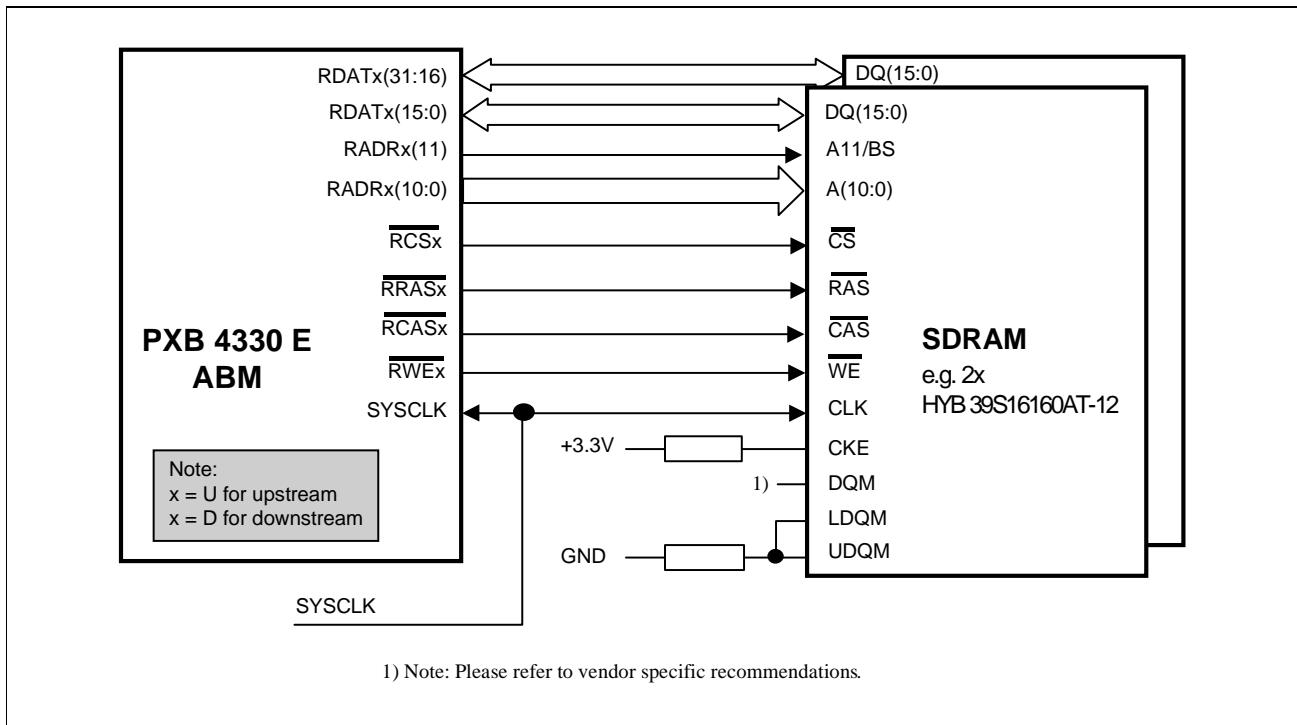 RDATx(31:16)
RDATx(15:0)
RADRx(11)
RADRx(10:0)
RCSx
RRASx
RCASx
RWEx
SYSCLK
PXB 4330 E
ABM
Note:
x = U for upstream
x = D for downstream
SYSCLK
+3.3V
1)
GND
DQ(15:0)
DQ(15:0)
A11/BS
A(10:0)
CS
RAS
CAS
WE
CLK
CKE
DQM
LDQM
UDQM
SDRAM
e.g. 2x
HYB 39S16160AT-12
1) Note: Please refer to vendor specific recommendations.